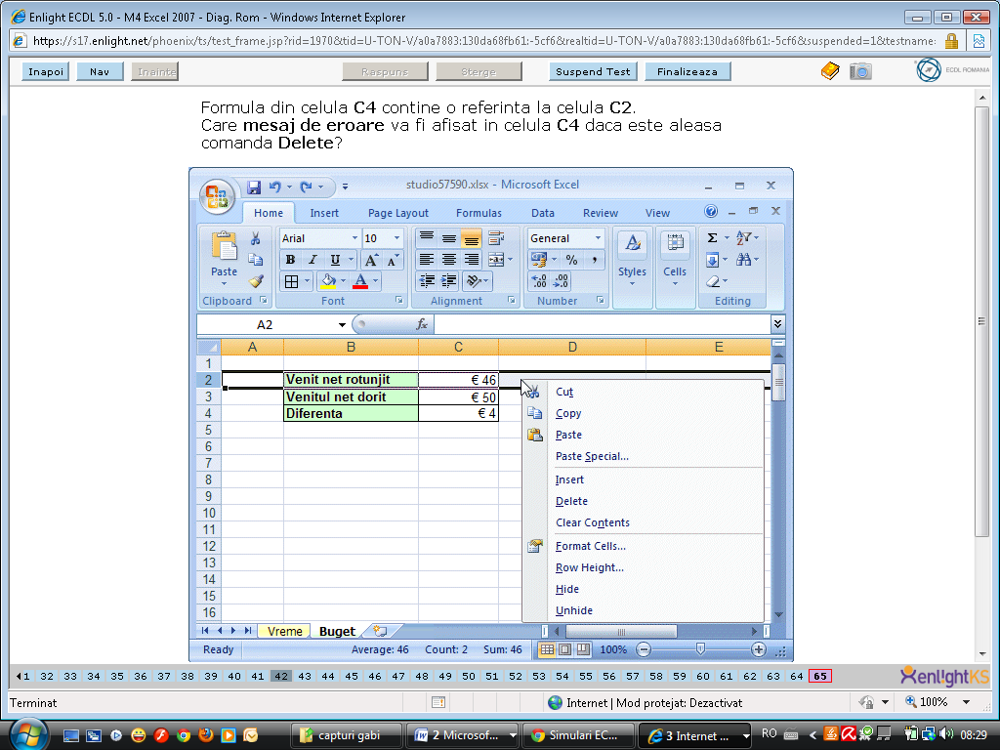 Enlight ECDL 5.0 - M4 Excel 2007 - Diag. Rom - Windows Internet Explorer
https://s17.enlight.net/phoenix/ts/test_frame.jsp?rid=1970&tid=U-TON-V/a0a7883:130da68fb61:-5cf6&realtid=U-TON-V/a0a7883:130da68fb61:-5cf6&suspended=1&testname=
Inapoi Nav Inainte Raspuns Sterge Suspend Test Finalizeaza ECDL ROMANIA
Formula din celula C4 contine o referinta la celula C2.
Care mesaj de eroare va fi afisat in celula C4 daca este aleasa
comanda Delete?
studio57590.xlsx - Microsoft Excel
Home Insert Page Layout Formulas Data Review View
Arial 10 General
Paste B I U Styles Cells
Clipboard Font Alignment Number Editing
A2 fx
A B C D E
1
2 Venit net rotunjit € 46
3 Venitul net dorit € 50
4 Diferenta € 4
5
6
7
8
9
10
11
12
13
14
15
16
Cut
Copy
Paste
Paste Special...
Insert
Delete
Clear Contents
Format Cells...
Row Height...
Hide
Unhide
Vreme Buget
Ready Average: 46 Count: 2 Sum: 46 100%
1 32 33 34 35 36 37 38 39 40 41 42 43 44 45 46 47 48 49 50 51 52 53 54 55 56 57 58 59 60 61 62 63 64 65 xenlightKS
Terminat Internet | Mod protejat: Dezactivat 100%
capturi gabi 2 Microsof... Simulari EC... 3 Internet ... RO 08:29